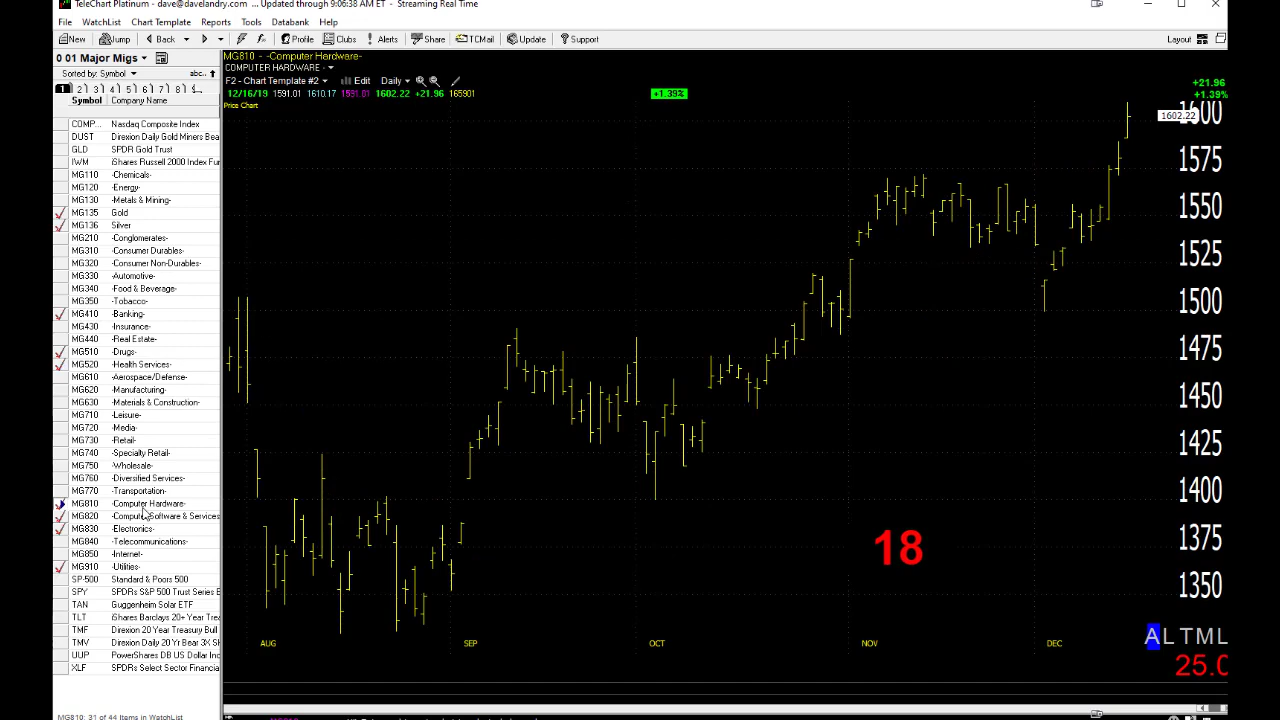 TeleChart Platinum - dave@davelandry.com ... Updated through 9:06:38 AM ET - Streaming Real Time
File WatchList Chart Template Reports Tools Databank Help
New Jump Back Profile Clubs Alerts Share TCMail Update Support Layout
0 01 Major Migs
Sorted by: Symbol abc..
1 2 3 4 5 6 7 8
Symbol Company Name
COMP... Nasdaq Composite Index
DUST Direxion Daily Gold Miners Bea
GLD SPDR Gold Trust
IWM iShares Russell 2000 Index Fun
MG110 -Chemicals-
MG120 -Energy-
MG130 -Metals & Mining-
MG135 Gold
MG136 Silver
MG210 -Conglomerates-
MG310 -Consumer Durables-
MG320 -Consumer Non-Durables-
MG330 -Automotive-
MG340 -Food & Beverage-
MG350 -Tobacco-
MG410 -Banking-
MG430 -Insurance-
MG440 -Real Estate-
MG510 -Drugs-
MG520 -Health Services-
MG610 -Aerospace/Defense-
MG620 -Manufacturing-
MG630 -Materials & Construction-
MG710 -Leisure-
MG720 -Media-
MG730 -Retail-
MG740 -Specialty Retail-
MG750 -Wholesale-
MG760 -Diversified Services-
MG770 -Transportation-
MG810 -Computer Hardware-
MG820 -Computer Software & Services
MG830 -Electronics-
MG840 -Telecommunications-
MG850 -Internet-
MG910 -Utilities-
SP-500 Standard & Poors 500
SPY SPDRs S&P 500 Trust Series
TAN Guggenheim Solar ETF
TLT iShares Barclays 20+ Year Trea
TMF Direxion 20 Year Treasury Bull
TMV Direxion Daily 20 Yr Bear 3X
UUP PowerShares DB US Dollar Inc
XLF SPDRs Select Sector Financia
MG810: 31 of 44 Items in WatchList
MG810 - -Computer Hardware-
COMPUTER HARDWARE -
F2 - Chart Template #2 Edit Daily
12/16/19 1591.01 1610.17 1591.01 1602.22 +21.96 165901 +1.39%
+21.96
+1.39%
Price Chart
1602.22
1600
1575
1550
1525
1500
1475
1450
1425
1400
1375
1350
18
AUG SEP OCT NOV DEC
A L T M L
25.0